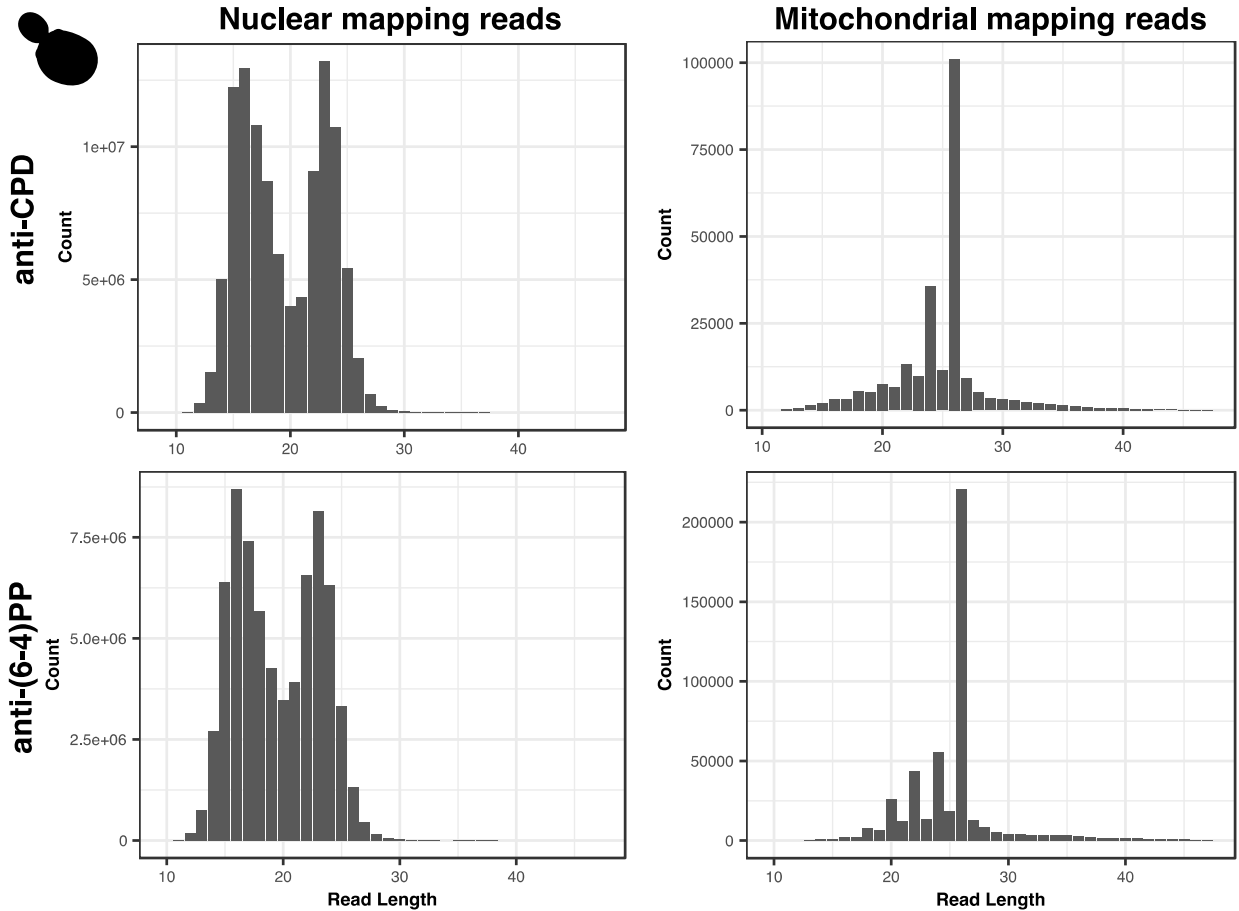 Nuclear mapping reads
Mitochondrial mapping reads
anti-CPD
Count
1e+07
5e+06
0
10 20 30 40
Count
100000
75000
50000
25000
0
10 20 30 40
anti-(6-4)PP
Count
7.5e+06
5.0e+06
2.5e+06
0
10 20 30 40
Read Length
Count
200000
150000
100000
50000
0
10 20 30 40
Read Length